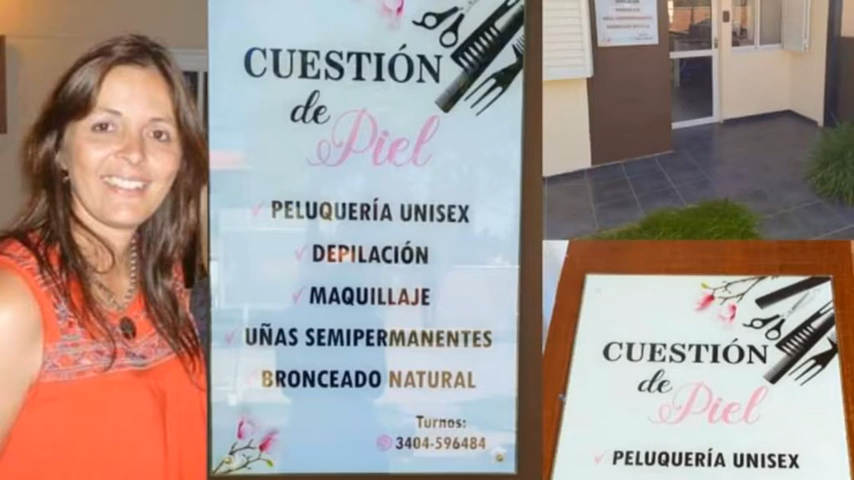 CUESTIÓN
de
Piel
PELUQUERÍA UNISEX
DEPILACIÓN
MAQUILLAJE
UÑAS SEMIPERMANENTES
BRONCEADO NATURAL
Turnos:
3404-596484
CUESTIÓN
de
Piel
PELUQUERÍA UNISEX